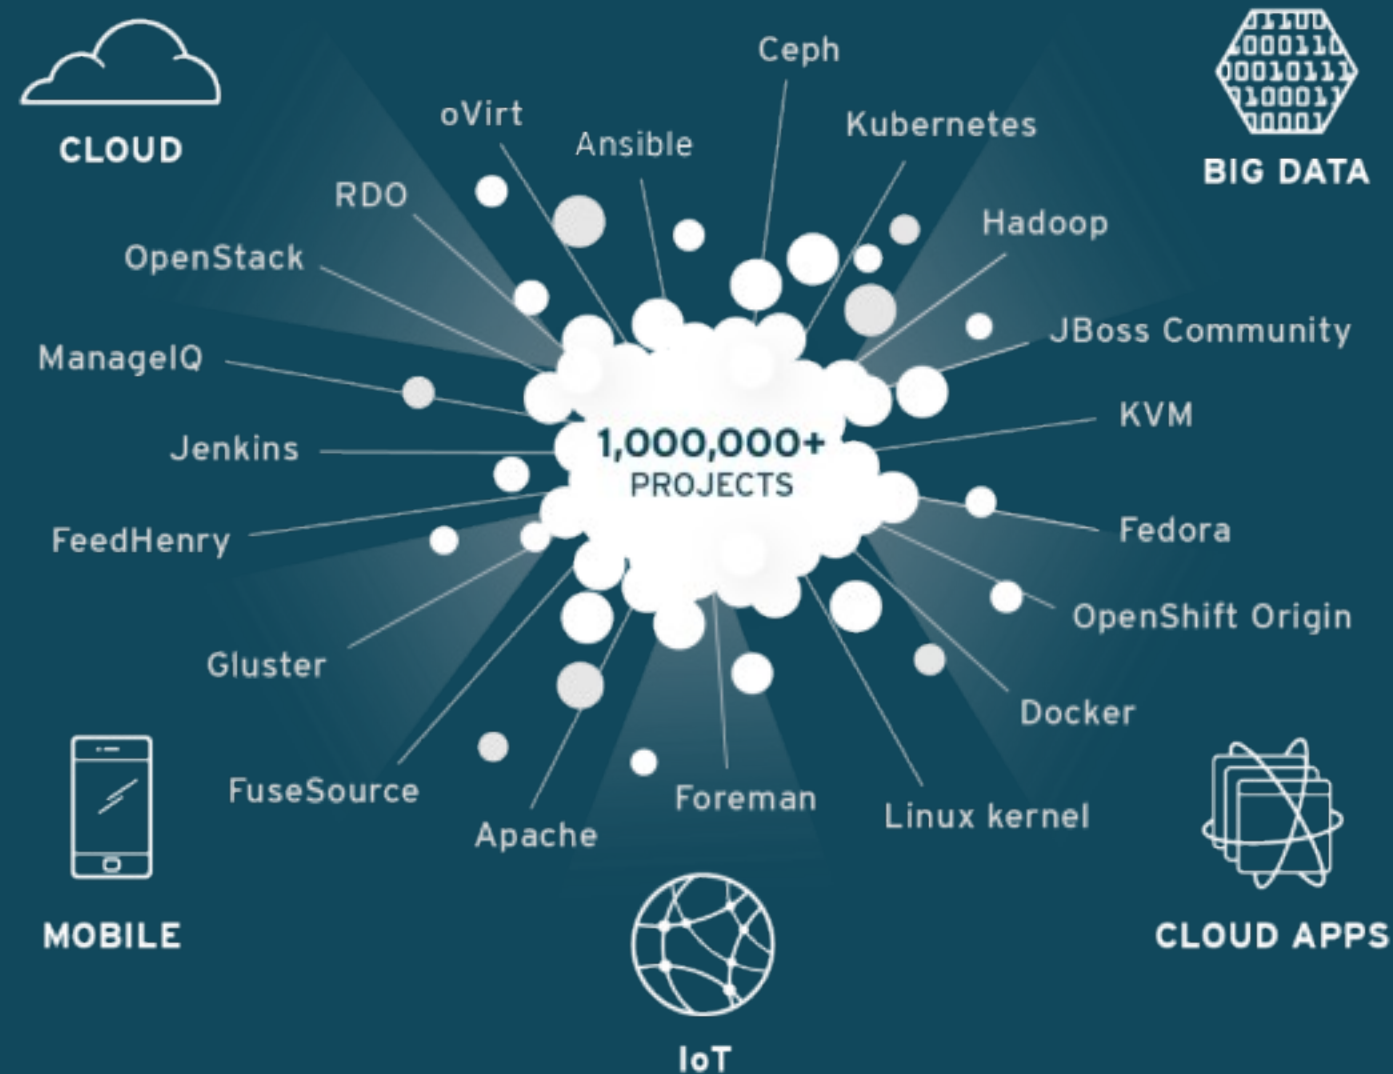 Ceph
oVirt
Ansible
Kubernetes
CLOUD
BIG DATA
RDO
Hadoop
OpenStack
JBoss Community
ManageIQ
KVM
1,000,000+
PROJECTS
Jenkins
FeedHenry
Fedora
OpenShift Origin
Gluster
Docker
FuseSource
Foreman
Linux kernel
Apache
MOBILE
CLOUD APPS
IoT